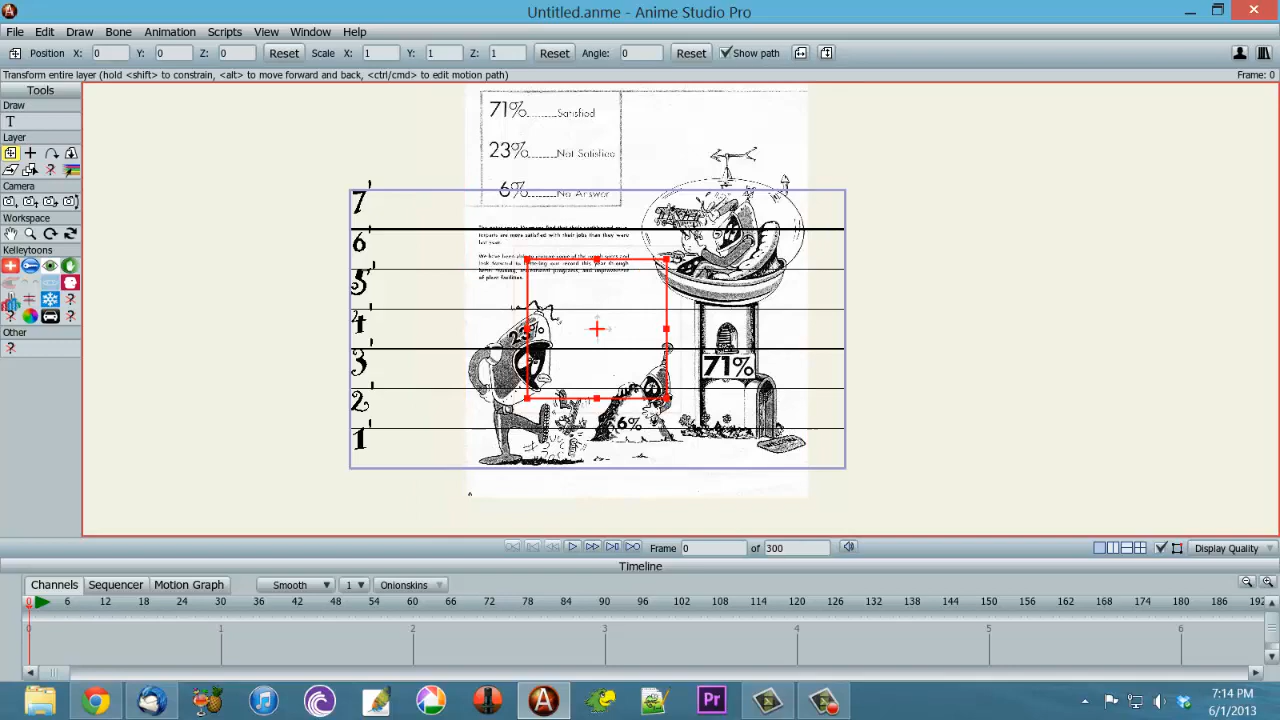 Untitled.anme - Anime Studio Pro
File Edit Draw Bone Animation Scripts View Window Help
Position X: 0 Y: 0 Z: 0 Reset Scale X: 1 Y: 1 Z: 1 Reset Angle: 0 Reset Show path
Transform entire layer (hold <shift> to constrain, <alt> to move forward and back, <ctrl/cmd> to edit motion path) Frame: 0
Tools
Draw
T
Layer
Camera
Workspace
Kelleytons
Other
71% Satisfied
23% Not Satisfied
6% No Answer
7'
6'
5'
4'
3'
2'
1'
23%
6%
71%
Frame 0 of 300 Display Quality
Timeline
Channels Sequencer Motion Graph Smooth 1 Onionskins
0 6 12 18 24 30 36 42 48 54 60 66 72 78 84 90 96 102 108 114 120 126 132 138 144 150 156 162 168 174 180 186 192
0 1 2 3 4 5 6
7:14 PM
6/1/2013